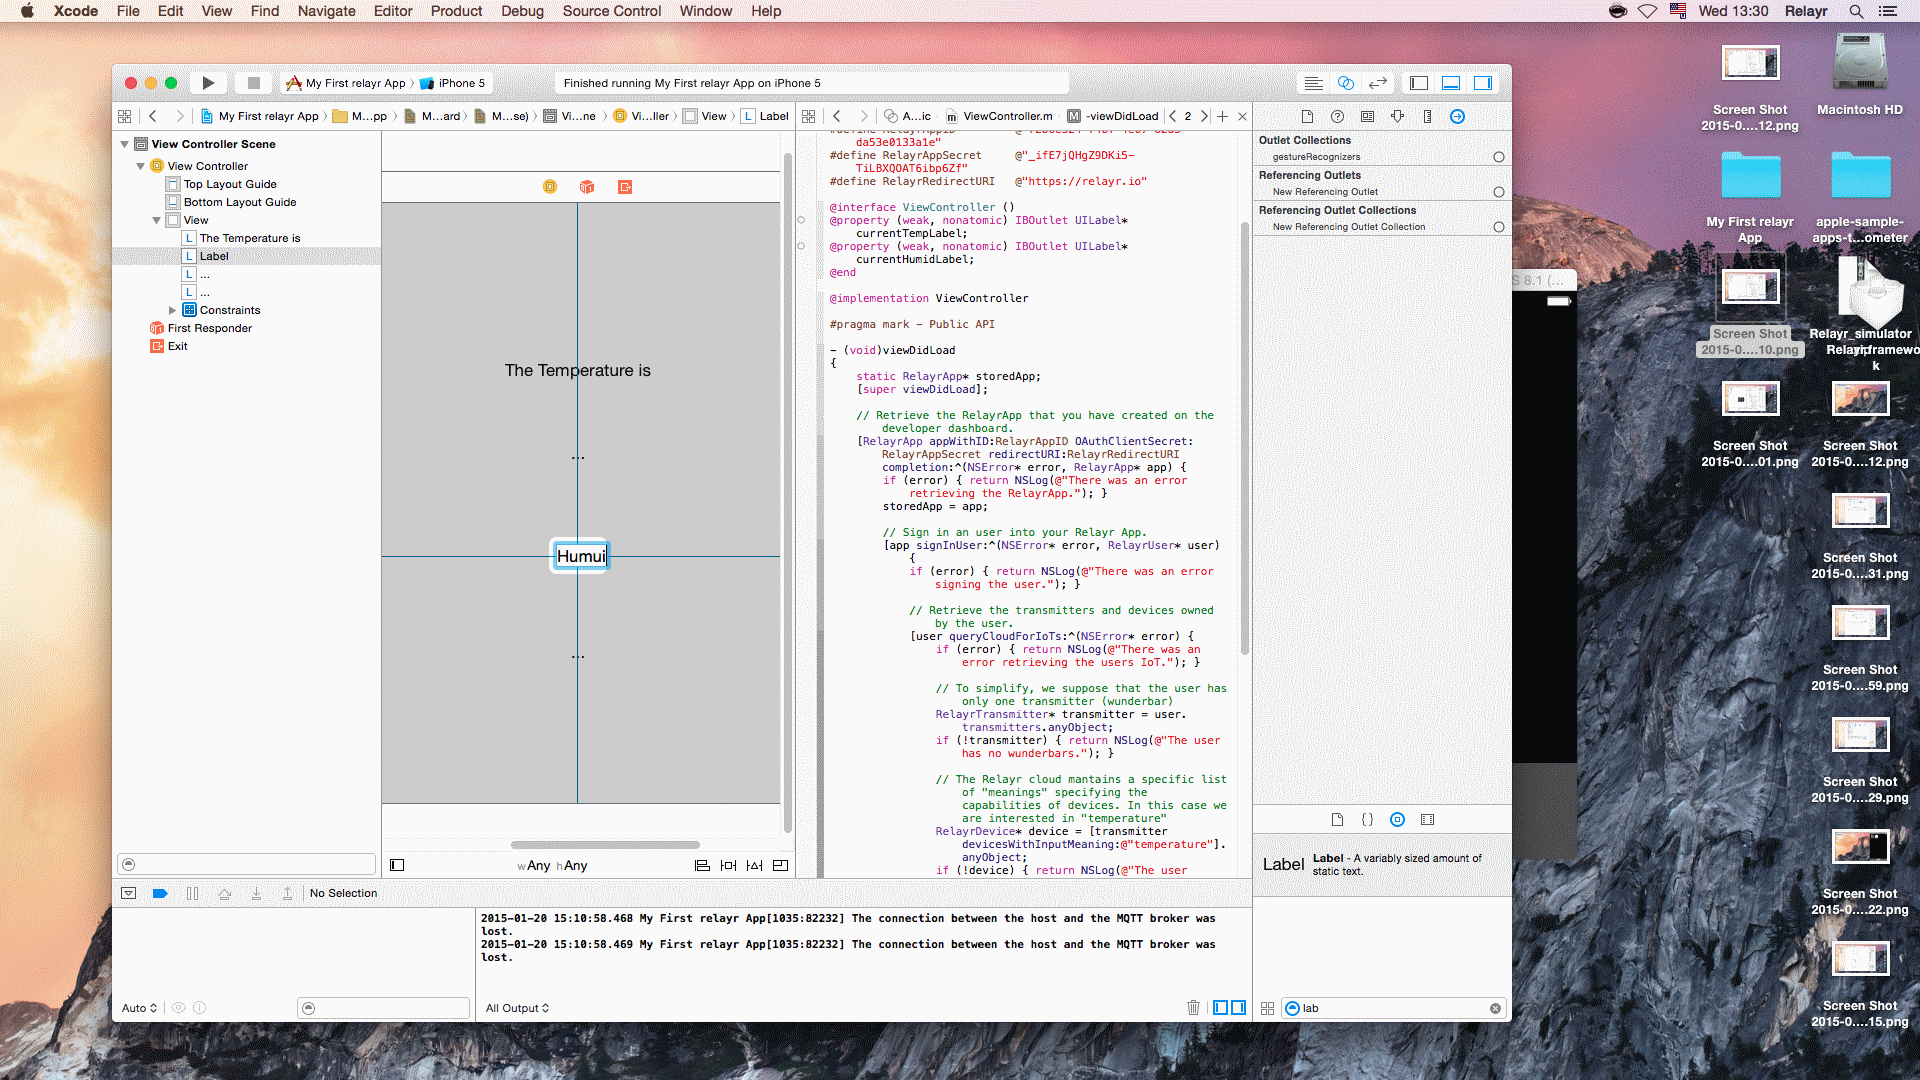 Xcode File Edit View Find Navigate Editor Product Debug Source Control Window Help
Wed 13:30 Relayr
My First relayr App iPhone 5
Finished running My First relayr App on iPhone 5
My First relayr App M...pp M...ard M...se) Vi...ne Vi...ller View L Label
A...ic ViewController.m M -viewDidLoad 2
View Controller Scene
View Controller
Top Layout Guide
Bottom Layout Guide
View
L The Temperature is
L Label
L ...
L ...
Constraints
First Responder
Exit
The Temperature is
...
Humui
...
wAny hAny
da53e0133a1e"
#define RelayrAppSecret @"_ifE7jQHgZ9DKi5-
TiLBXQOAT6ibp6Zf"
#define RelayrRedirectURI @"https://relayr.io"
@interface ViewController ()
@property (weak, nonatomic) IBOutlet UILabel*
currentTempLabel;
@property (weak, nonatomic) IBOutlet UILabel*
currentHumidLabel;
@end
@implementation ViewController
#pragma mark - Public API
- (void)viewDidLoad
{
static RelayrApp* storedApp;
[super viewDidLoad];
// Retrieve the RelayrApp that you have created on the
developer dashboard.
[RelayrApp appWithID:RelayrAppID OAuthClientSecret:
RelayrAppSecret redirectURI:RelayrRedirectURI
completion:^(NSError* error, RelayrApp* app) {
if (error) { return NSLog(@"There was an error
retrieving the RelayrApp."); }
storedApp = app;
// Sign in an user into your Relayr App.
[app signInUser:^(NSError* error, RelayrUser* user)
{
if (error) { return NSLog(@"There was an error
signing the user."); }
// Retrieve the transmitters and devices owned
by the user.
[user queryCloudForIoTs:^(NSError* error) {
if (error) { return NSLog(@"There was an
error retrieving the users IoT."); }
// To simplify, we suppose that the user has
only one transmitter (wunderbar)
RelayrTransmitter* transmitter = user.
transmitters.anyObject;
if (!transmitter) { return NSLog(@"The user
has no wunderbars."); }
// The Relayr cloud mantains a specific list
of "meanings" specifying the
capabilities of devices. In this case we
are interested in "temperature"
RelayrDevice* device = [transmitter
devicesWithInputMeaning:@"temperature"].
anyObject;
if (!device) { return NSLog(@"The user
Outlet Collections
gestureRecognizers
Referencing Outlets
New Referencing Outlet
Referencing Outlet Collections
New Referencing Outlet Collection
Label Label - A variably sized amount of
static text.
lab
No Selection
2015-01-20 15:10:58.468 My First relayr App[1035:82232] The connection between the host and the MQTT broker was
lost.
2015-01-20 15:10:58.469 My First relayr App[1035:82232] The connection between the host and the MQTT broker was
lost.
Auto
All Output
S 8.1 (...
Screen Shot
2015-0....12.png
My First relayr
App
Screen Shot
2015-0....10.png
Screen Shot
2015-0....01.png
Macintosh HD
apple-sample-
apps-t...ometer
Relayr_simulator
Screen Shot
2015-0....12.png
Screen Shot
2015-0....31.png
Screen Shot
2015-0....59.png
Screen Shot
2015-0....29.png
Screen Shot
2015-0....22.png
Screen Shot
2015-0....15.png